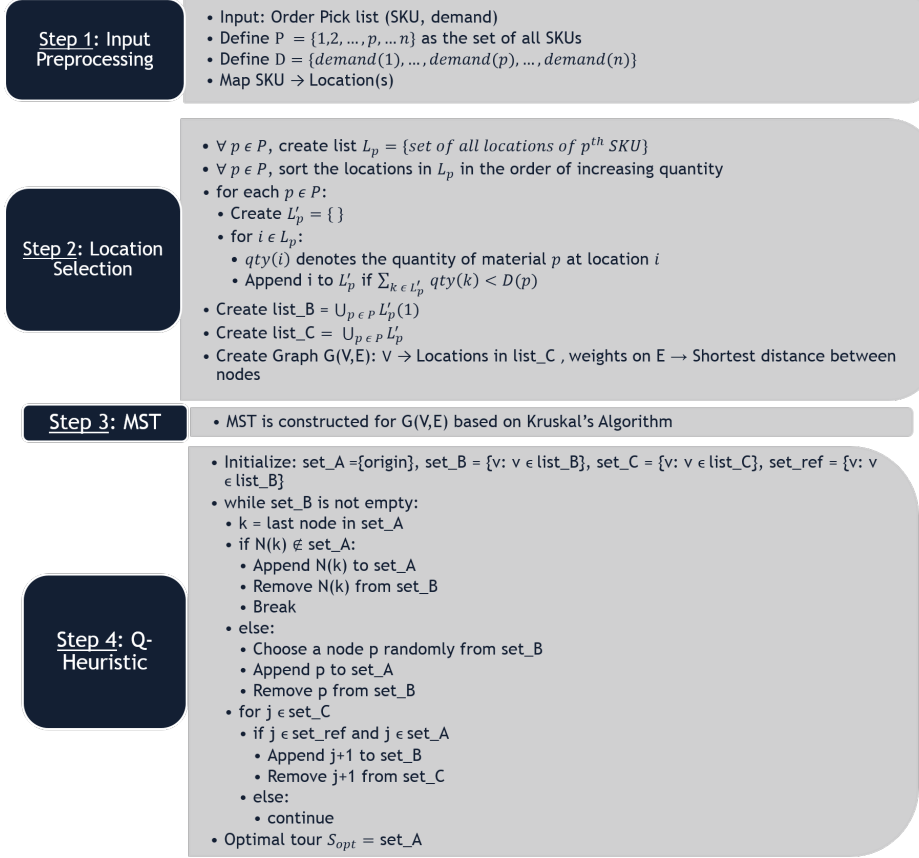 Step 1: Input
Preprocessing
• Input: Order Pick list (SKU, demand)
• Define P = {1,2, …, p, … n} as the set of all SKUs
• Define D = {demand(1), …, demand(p), …, demand(n)}
• Map SKU → Location(s)
Step 2: Location
Selection
• ∀ p ϵ P, create list L_p = {set of all locations of p^th SKU}
• ∀ p ϵ P, sort the locations in L_p in the order of increasing quantity
• for each p ϵ P:
• Create L′_p = { }
• for i ϵ L_p:
• qty(i) denotes the quantity of material p at location i
• Append i to L′_p if ∑_{k ϵ L′_p} qty(k) < D(p)
• Create list_B = ⋃_{p ϵ P} L′_p(1)
• Create list_C = ⋃_{p ϵ P} L′_p
• Create Graph G(V,E): V → Locations in list_C , weights on E → Shortest distance between
nodes
Step 3: MST
• MST is constructed for G(V,E) based on Kruskal’s Algorithm
Step 4: Q-
Heuristic
• Initialize: set_A ={origin}, set_B = {v: v ϵ list_B}, set_C = {v: v ϵ list_C}, set_ref = {v: v
ϵ list_B}
• while set_B is not empty:
• k = last node in set_A
• if N(k) ∉ set_A:
• Append N(k) to set_A
• Remove N(k) from set_B
• Break
• else:
• Choose a node p randomly from set_B
• Append p to set_A
• Remove p from set_B
• for j ϵ set_C
• if j ϵ set_ref and j ϵ set_A
• Append j+1 to set_B
• Remove j+1 from set_C
• else:
• continue
• Optimal tour S_opt = set_A